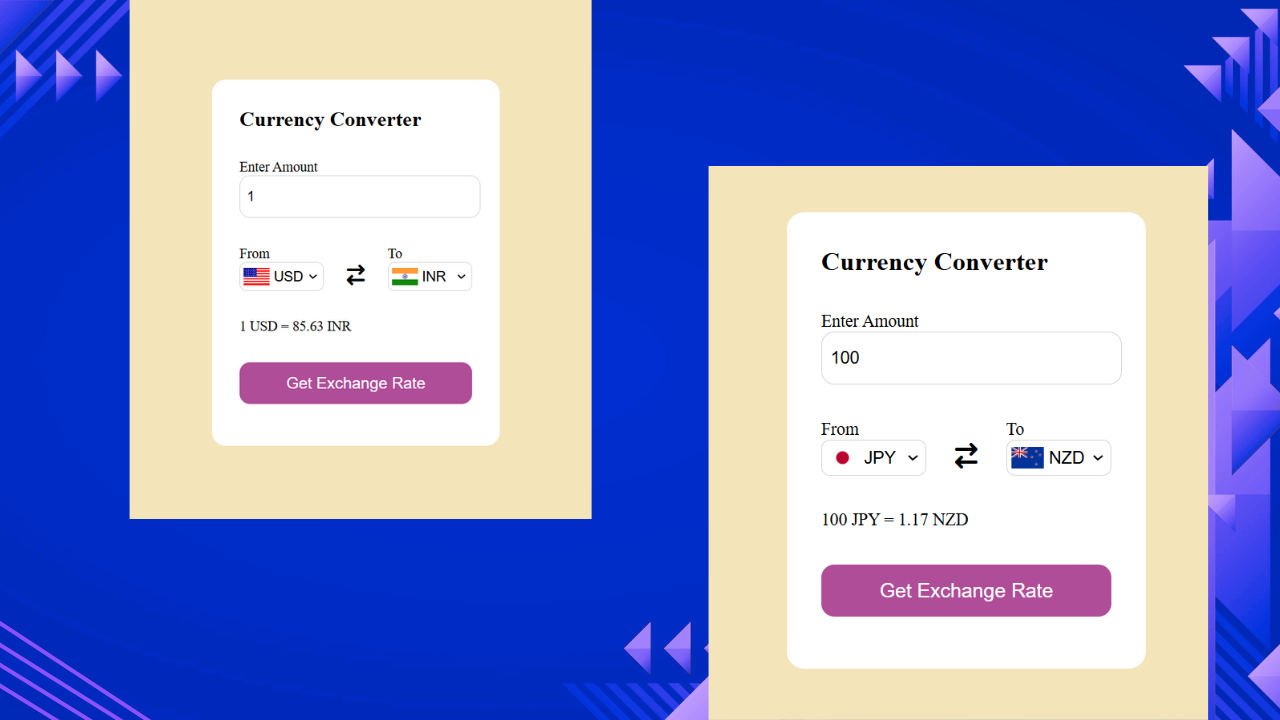 Currency Converter
Enter Amount
1
From To
USD INR
1 USD = 85.63 INR
Get Exchange Rate
Currency Converter
Enter Amount
100
From To
JPY NZD
100 JPY = 1.17 NZD
Get Exchange Rate